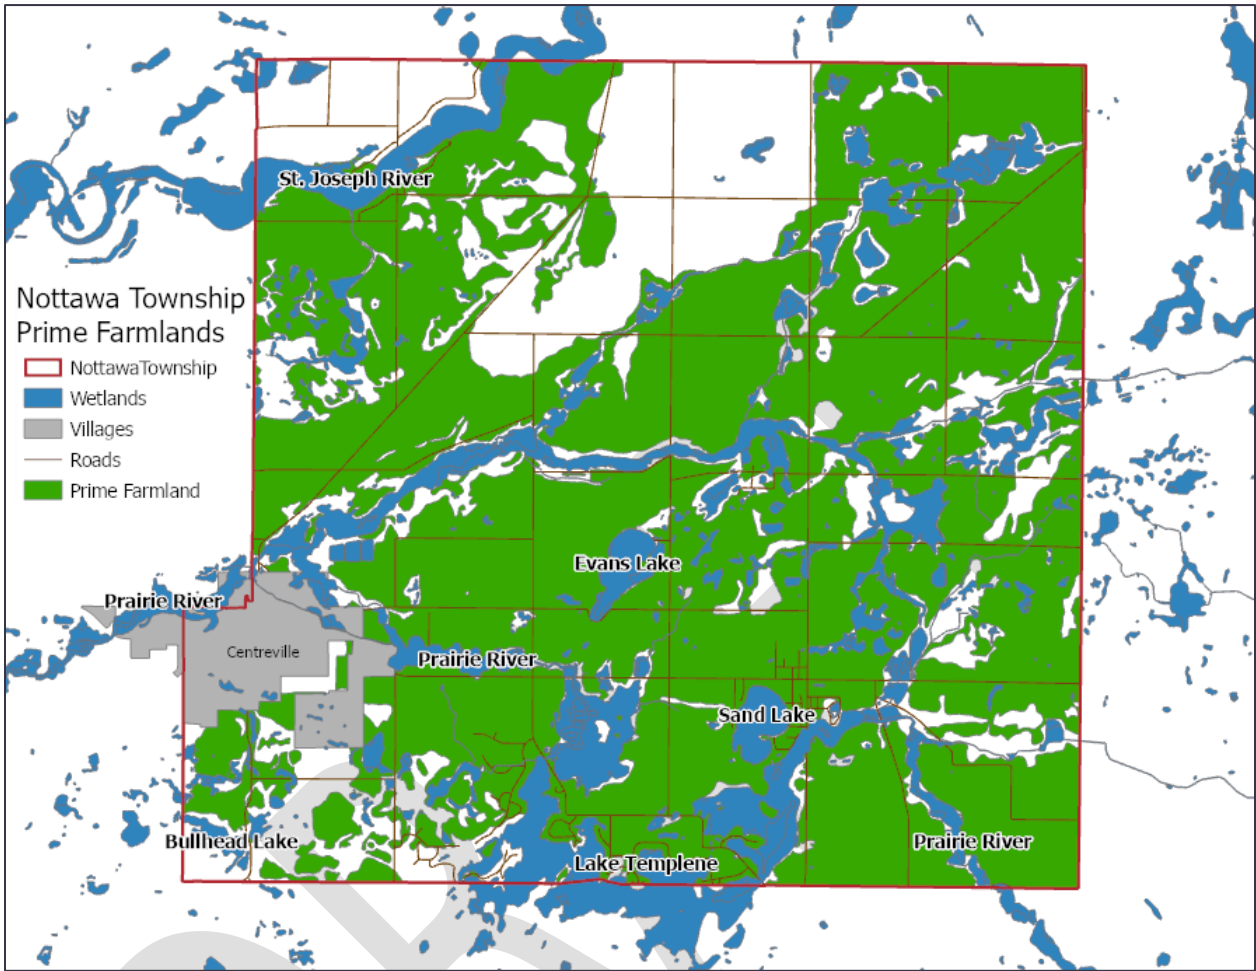 St. Joseph River
Nottawa Township
Prime Farmlands
NottawaTownship
Wetlands
Villages
Roads
Prime Farmland
Evans Lake
Prairie River
Centreville
Prairie River
Sand Lake
Bullhead Lake
Prairie River
Lake Templene